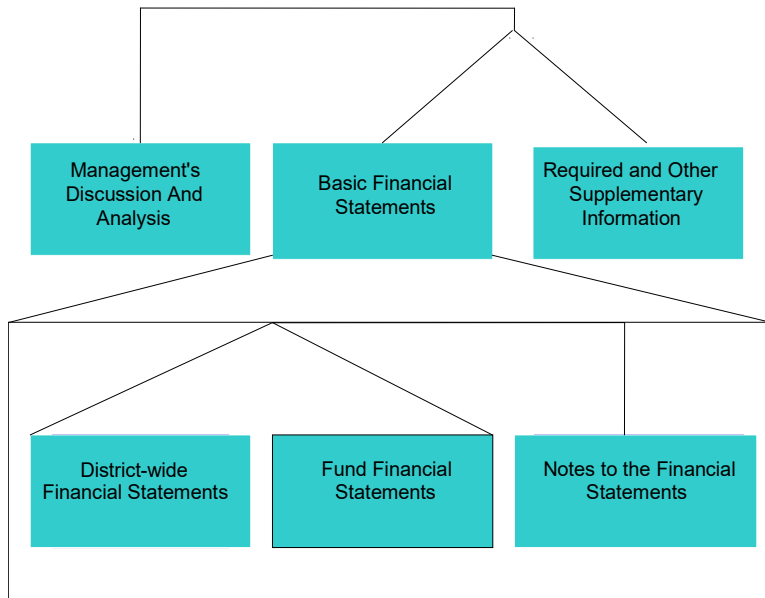 Management's
Discussion And
Analysis
Basic Financial
Statements
Required and Other
Supplementary
Information
District-wide
Financial Statements
Fund Financial
Statements
Notes to the Financial
Statements